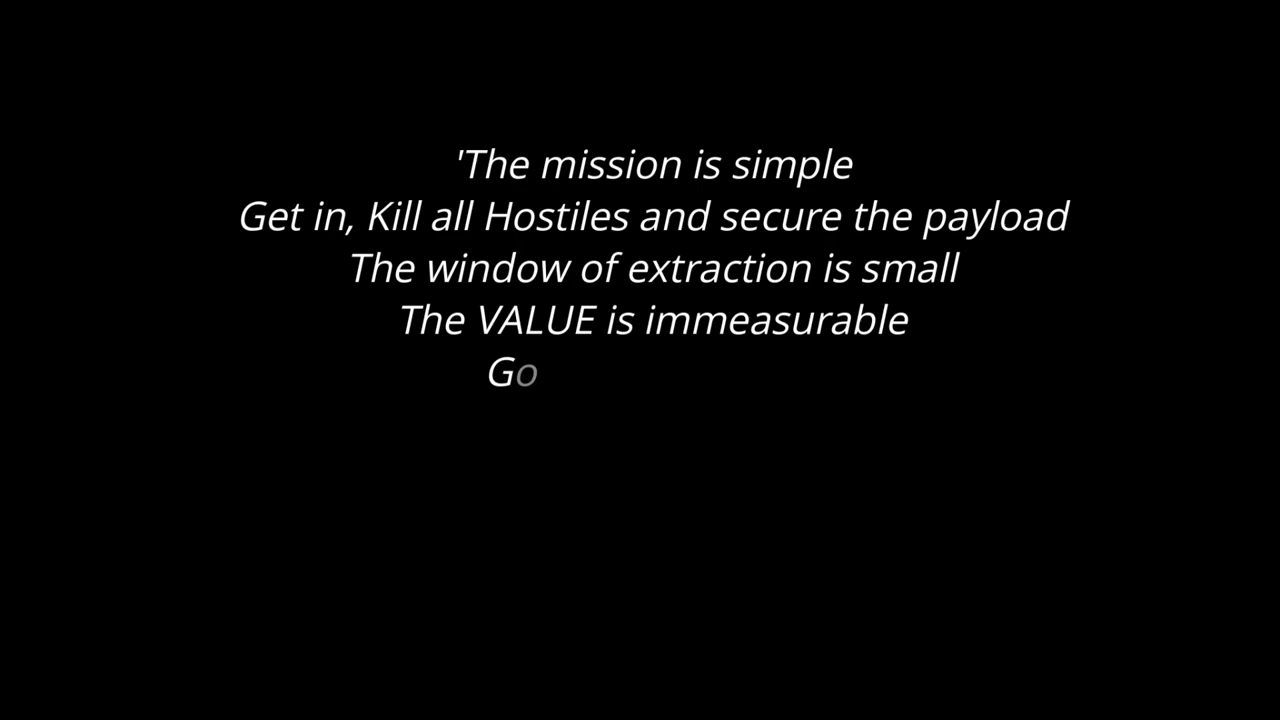 'The mission is simple
Get in, Kill all Hostiles and secure the payload
The window of extraction is small
The VALUE is immeasurable
Go